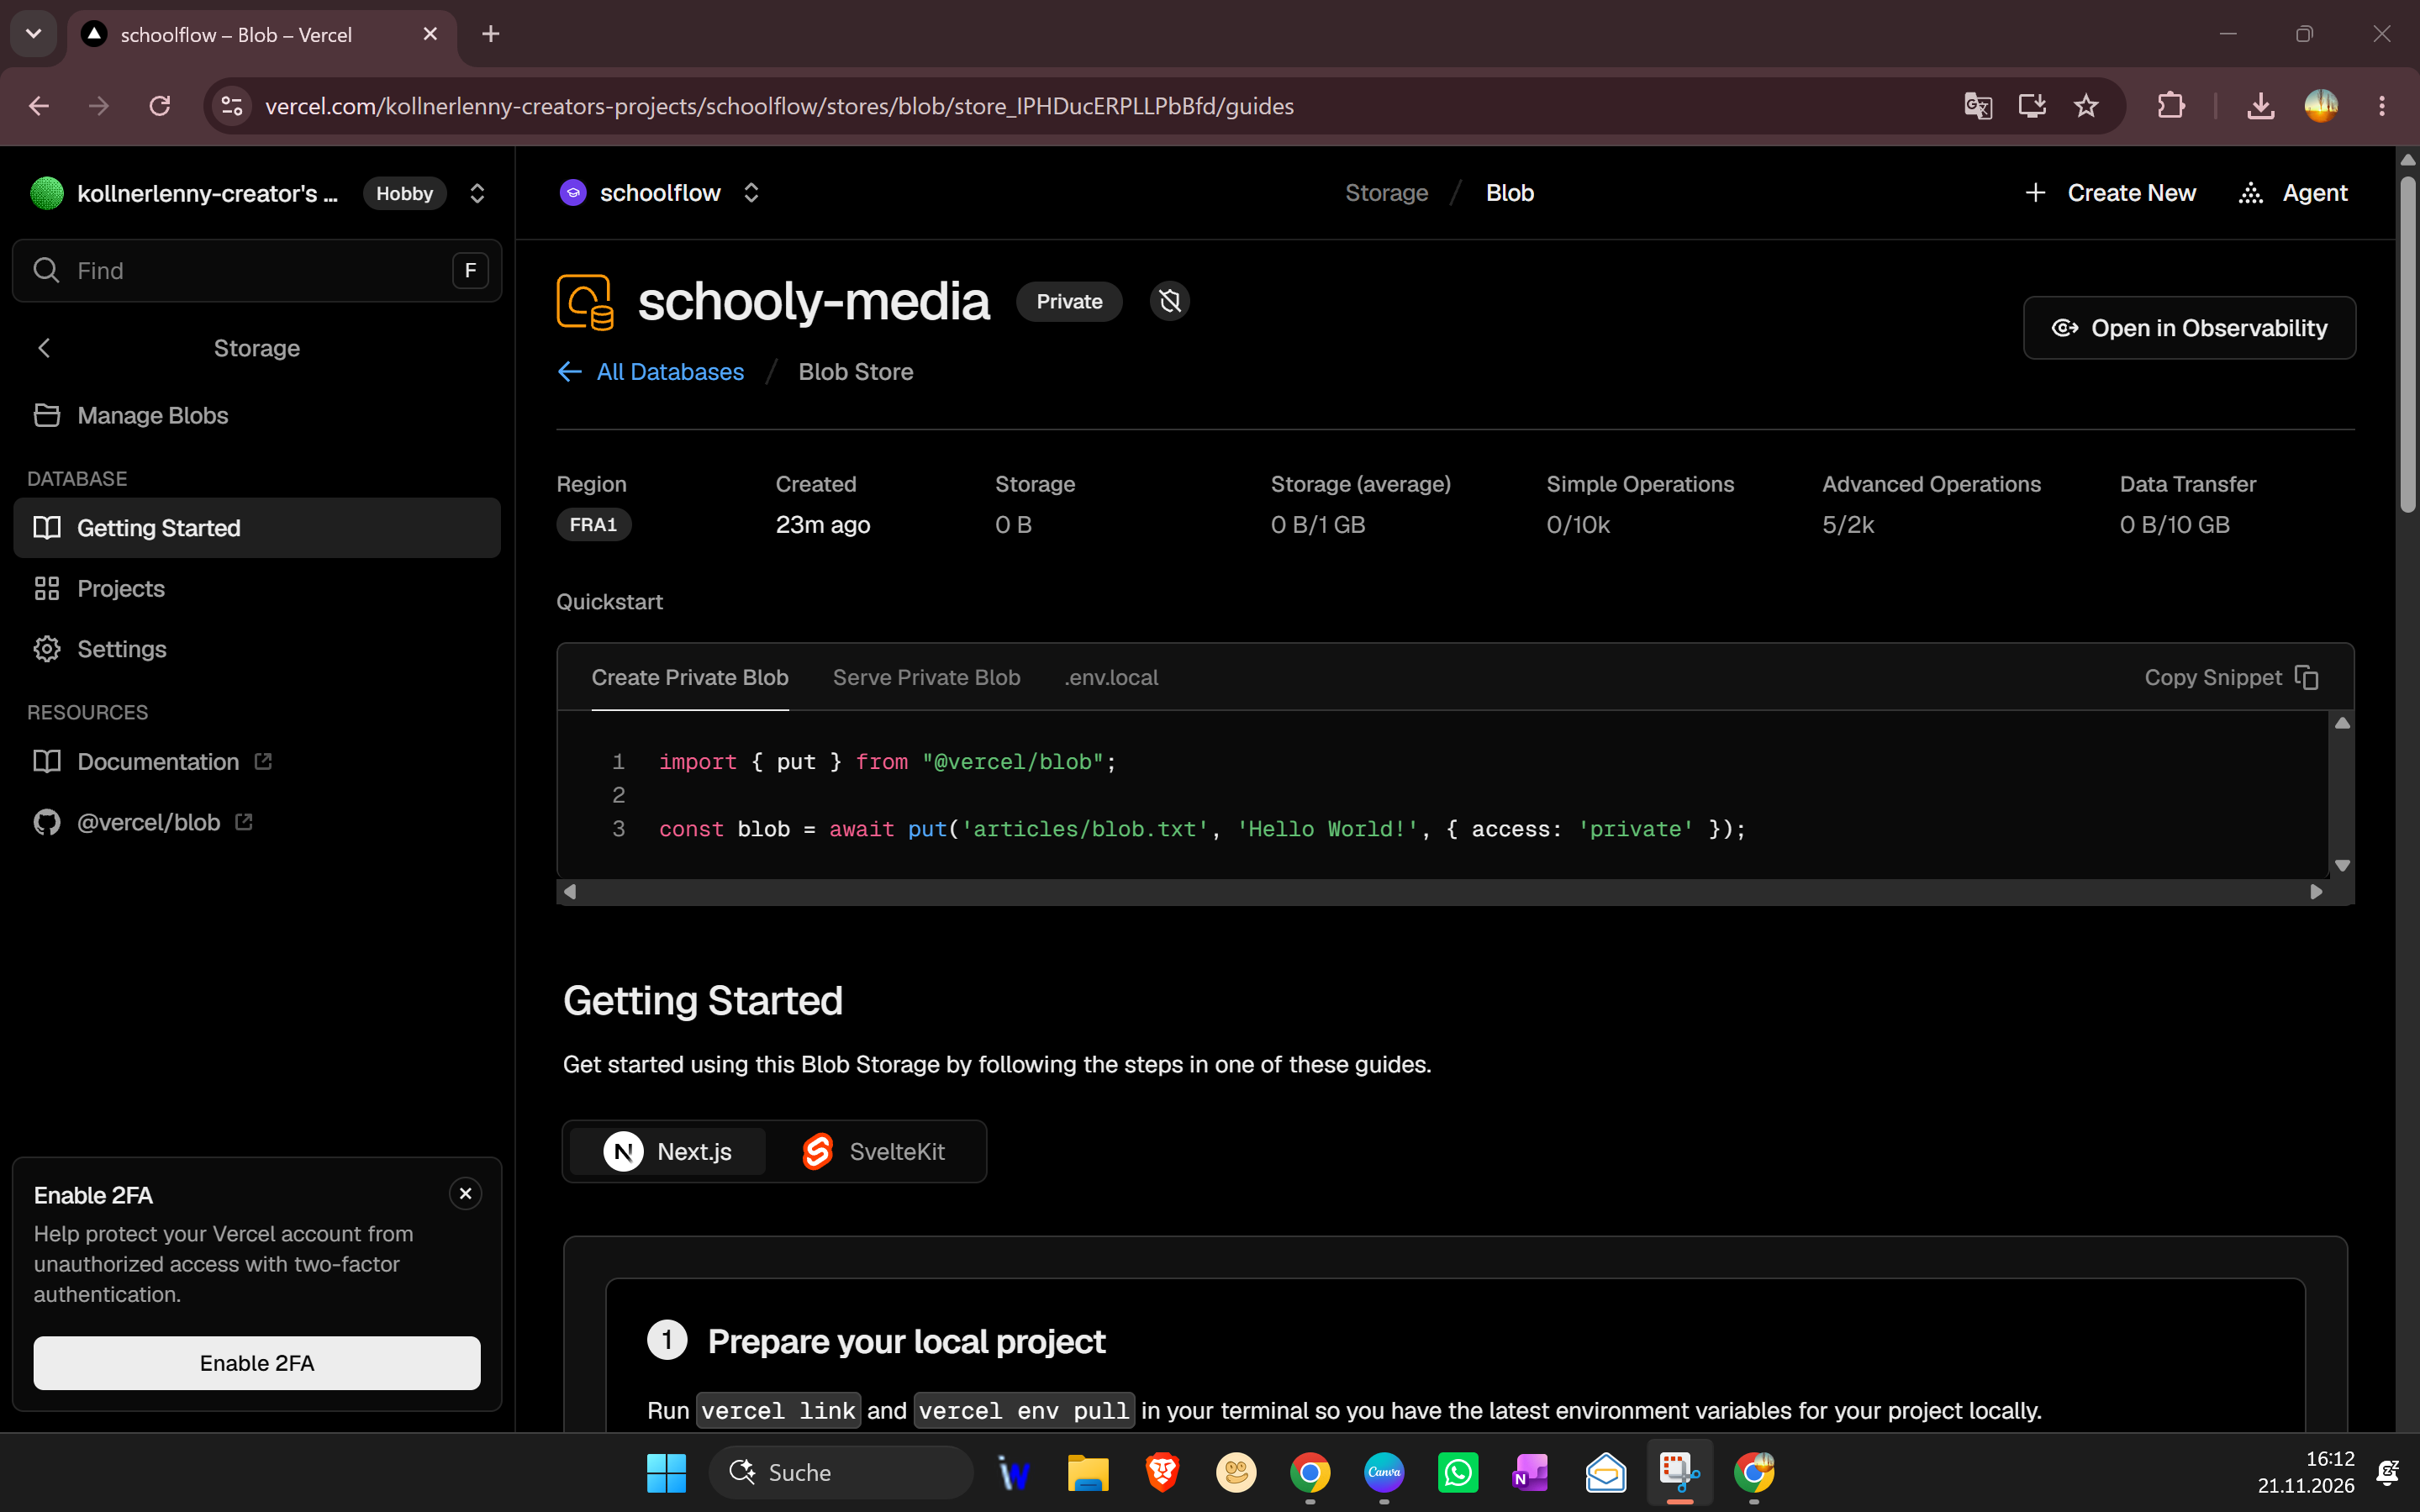 schoolflow – Blob – Vercel
vercel.com/kollnerlenny-creators-projects/schoolflow/stores/blob/store_IPHDucERPLLPbBfd/guides
kollnerlenny-creator's ... Hobby
schoolflow
Storage / Blob
Create New
Agent
Find F
Storage
Manage Blobs
DATABASE
Getting Started
Projects
Settings
RESOURCES
Documentation
@vercel/blob
Enable 2FA
Help protect your Vercel account from
unauthorized access with two-factor
authentication.
Enable 2FA
schooly-media Private
Open in Observability
All Databases / Blob Store
Region Created Storage Storage (average) Simple Operations Advanced Operations Data Transfer
FRA1 23m ago 0 B 0 B/1 GB 0/10k 5/2k 0 B/10 GB
Quickstart
Create Private Blob Serve Private Blob .env.local Copy Snippet
1 import { put } from "@vercel/blob";
2
3 const blob = await put('articles/blob.txt', 'Hello World!', { access: 'private' });
Getting Started
Get started using this Blob Storage by following the steps in one of these guides.
N Next.js SvelteKit
1 Prepare your local project
Run vercel link and vercel env pull in your terminal so you have the latest environment variables for your project locally.
Suche
Canva
N
16:12
21.11.2026